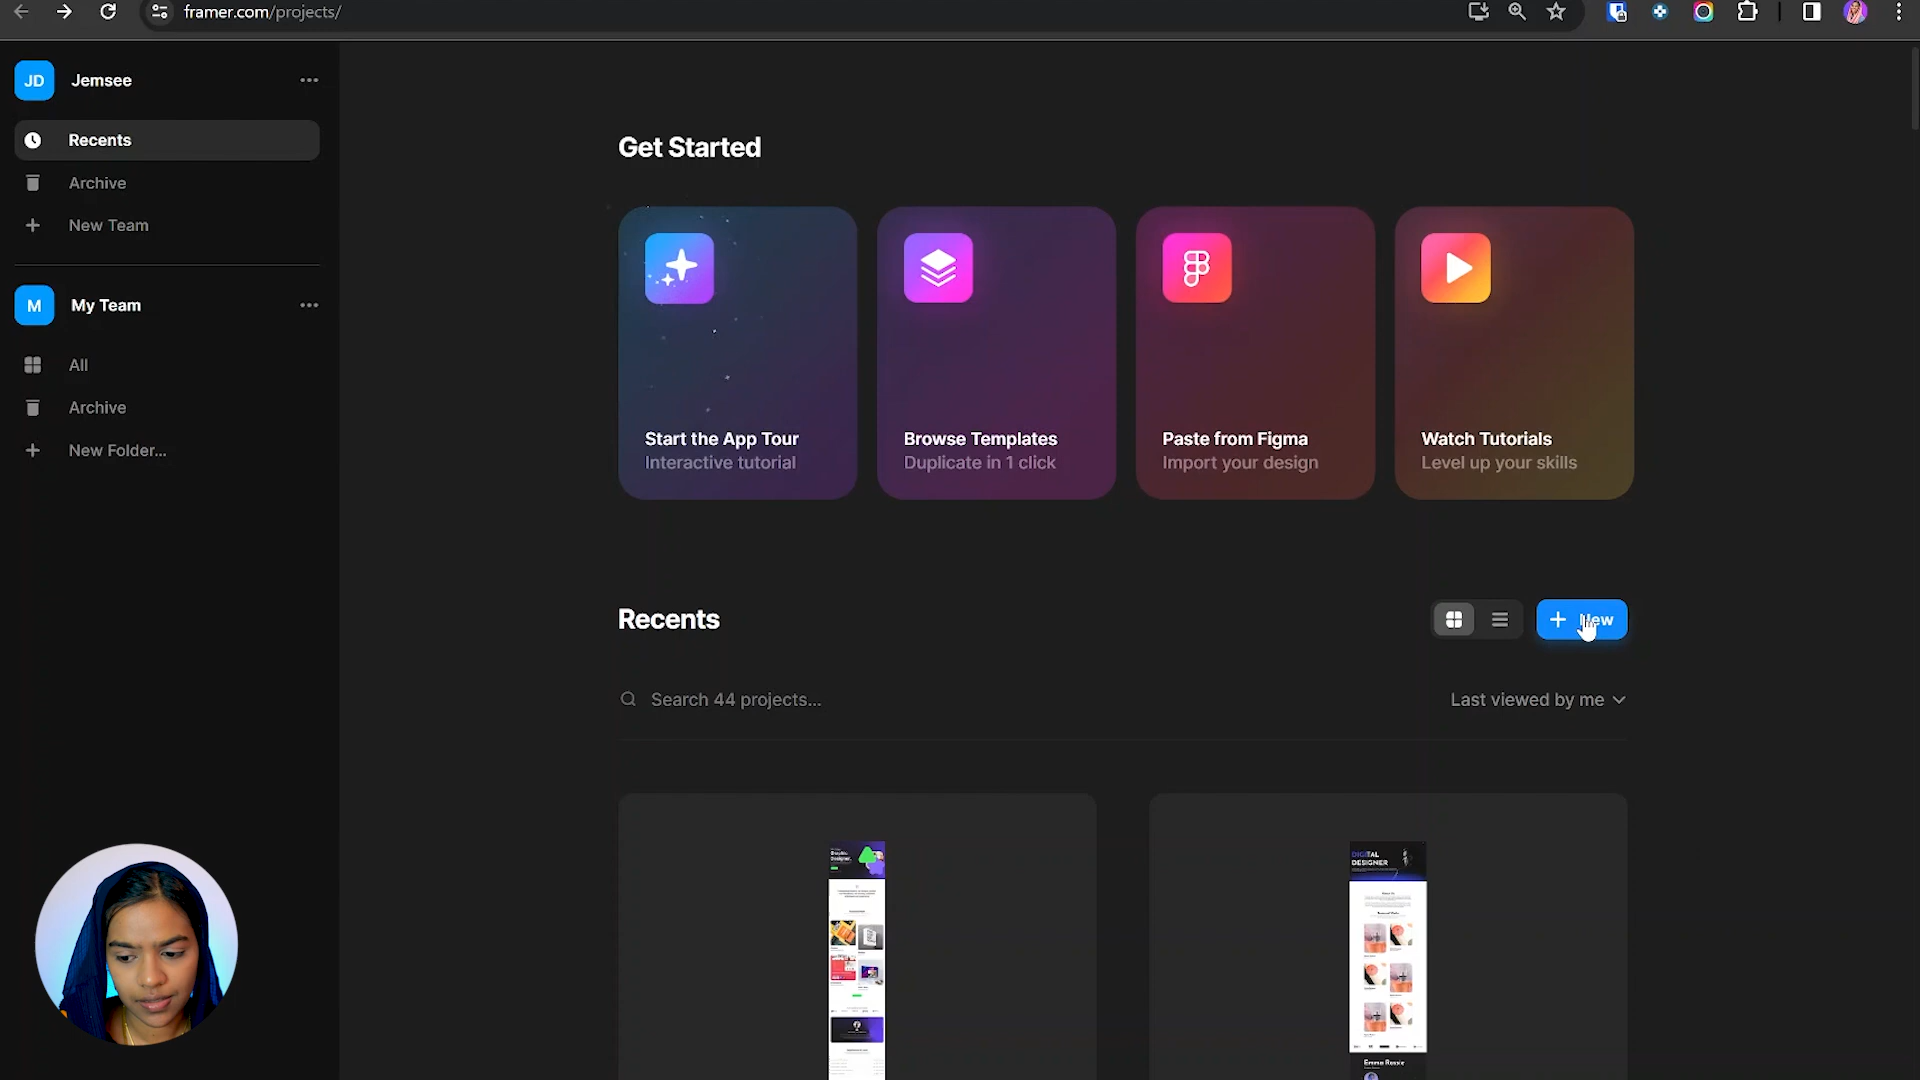 framer.com/projects/
JD Jemsee
Recents
Archive
New Team
M My Team
All
Archive
New Folder...
Get Started
Start the App Tour
Interactive tutorial
Browse Templates
Duplicate in 1 click
Paste from Figma
Import your design
Watch Tutorials
Level up your skills
Recents
New
Search 44 projects...
Last viewed by me
Graphic
Designer.
DIGITAL
DESIGNER